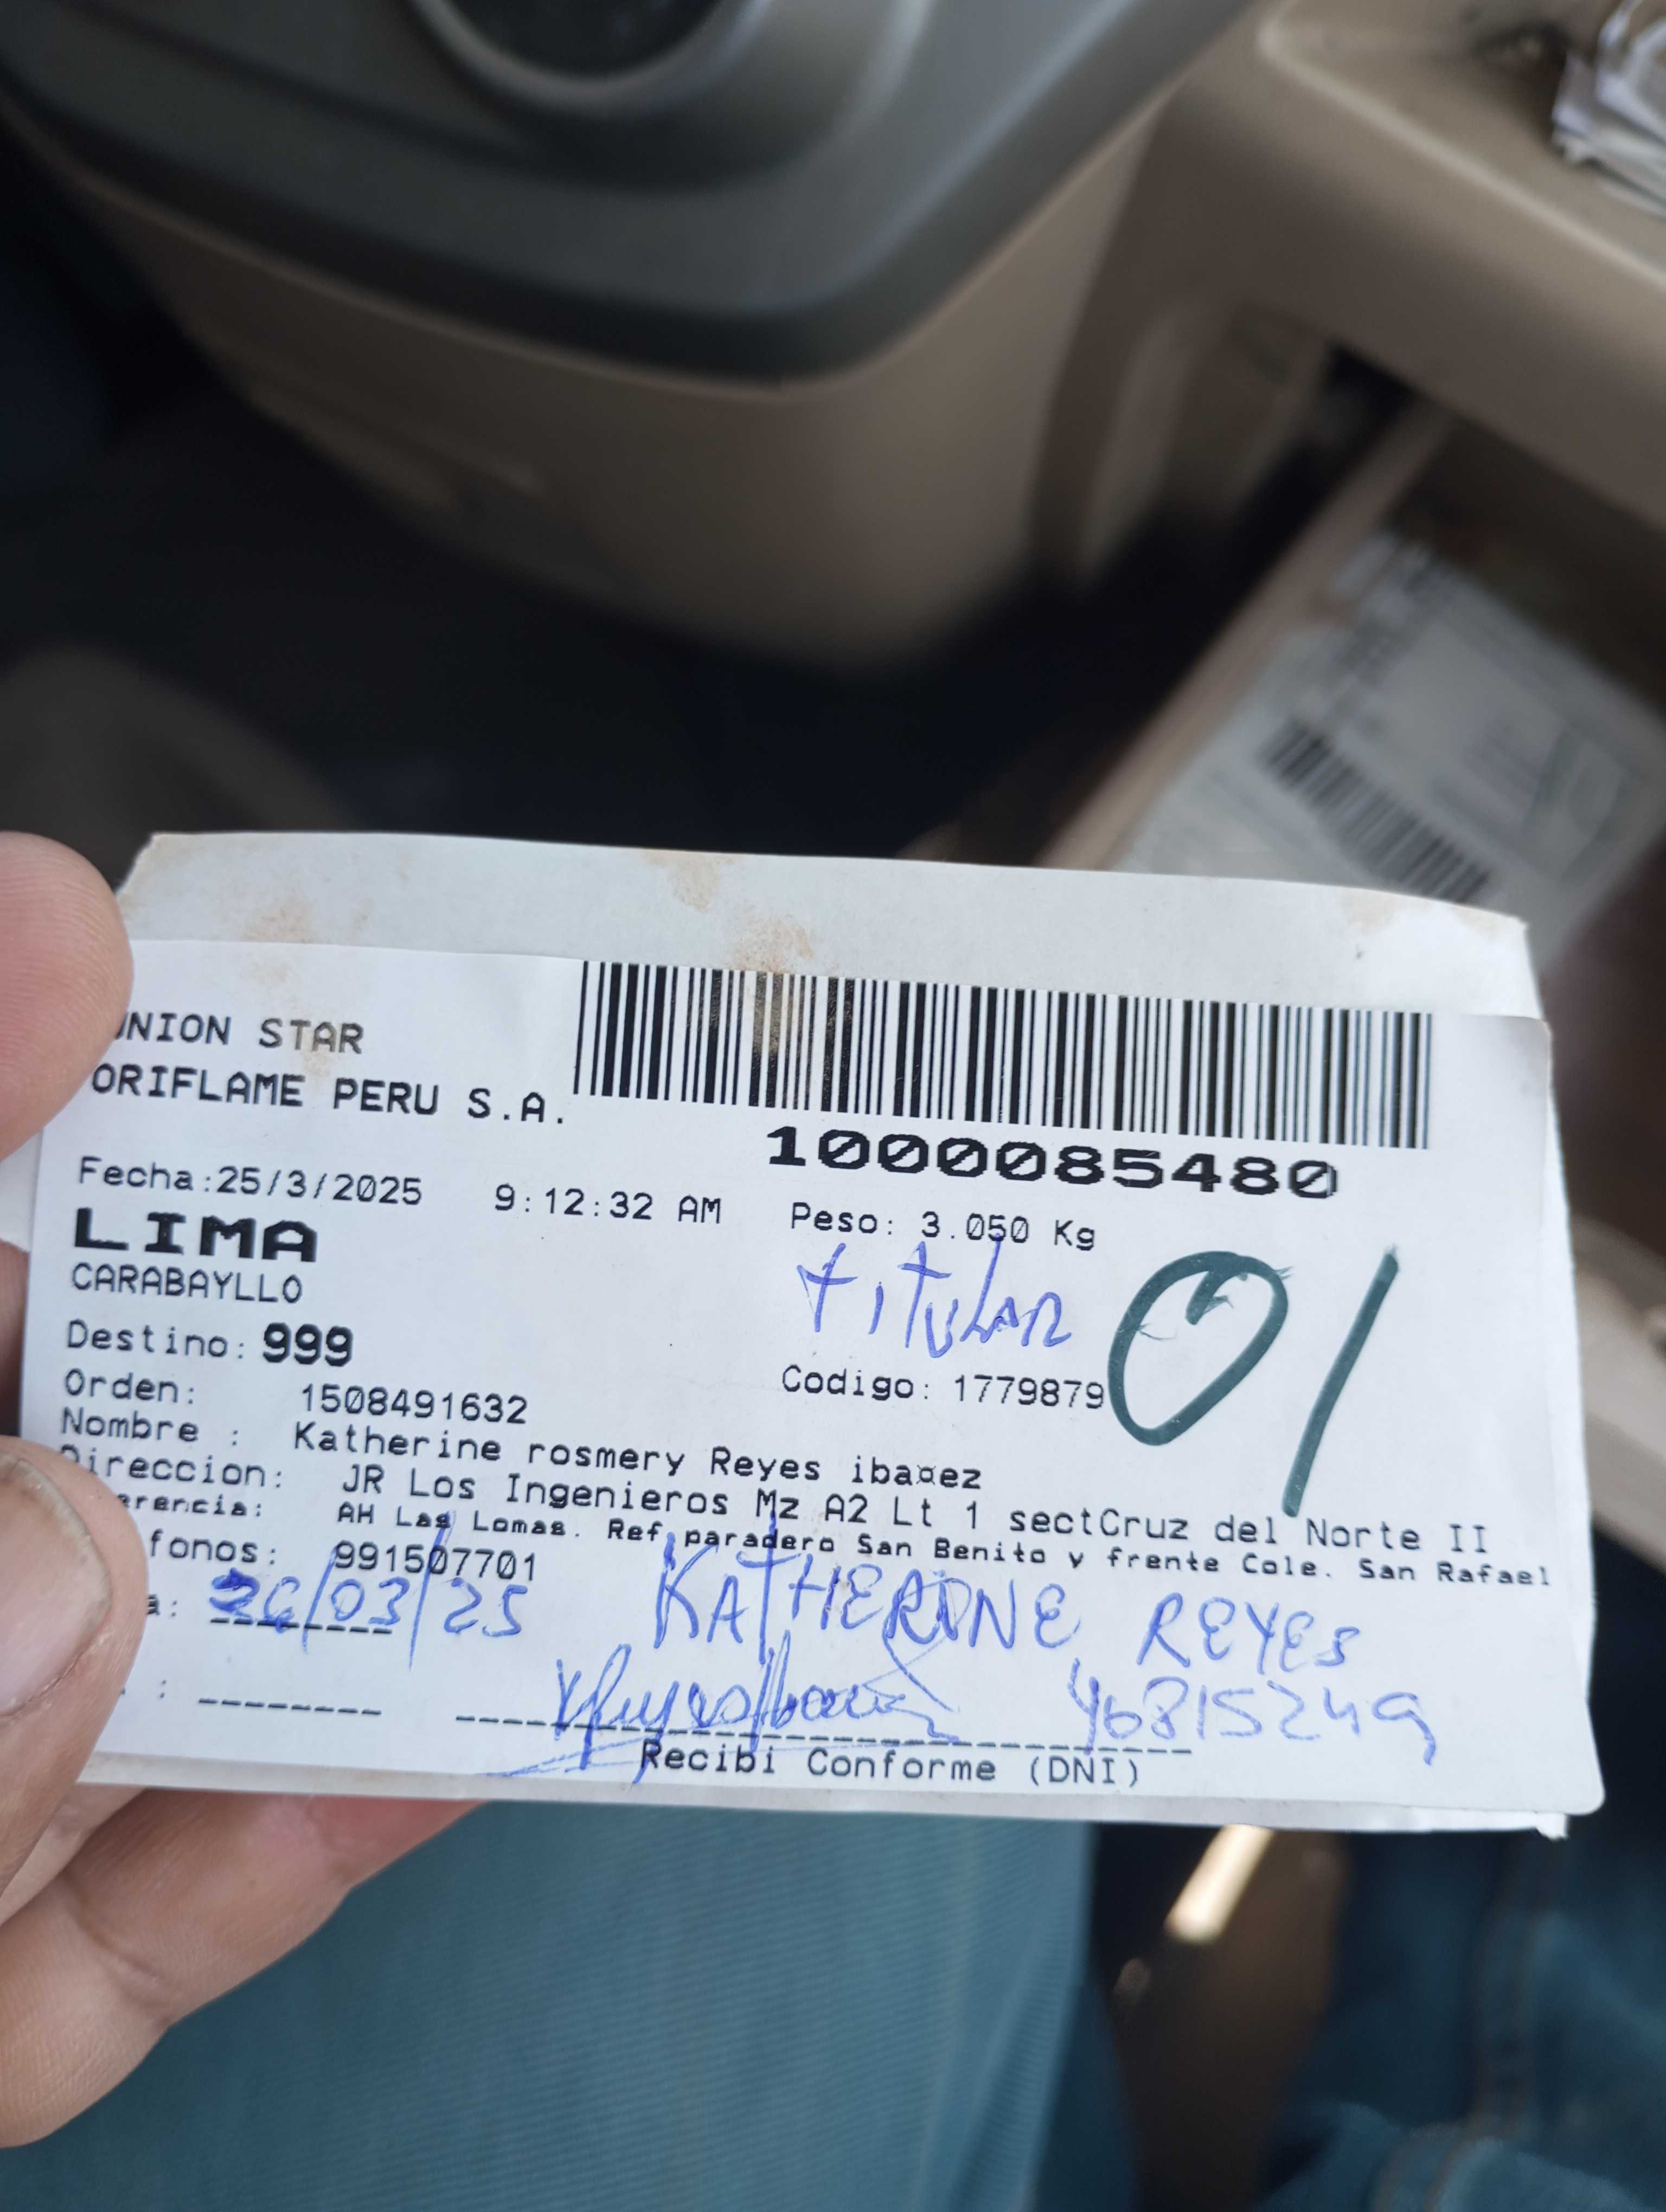 UNION STAR
ORIFLAME PERU S.A.
1000085480
Fecha:25/3/2025 9:12:32 AM Peso: 3.050 Kg
LIMA
titular 01
CARABAYLLO
Destino: 999
Codigo: 1779879
Orden: 1508491632
Nombre : Katherine rosmery Reyes iba¤ez
Direccion: JR Los Ingenieros Mz A2 Lt 1 sectCruz del Norte II
erencia: AH Las Lomas. Ref. paradero San Benito y frente Cole. San Rafael
fonos: 991507701
a: 26/03/25 KATHERINE REYES
: 46815249
Recibi Conforme (DNI)